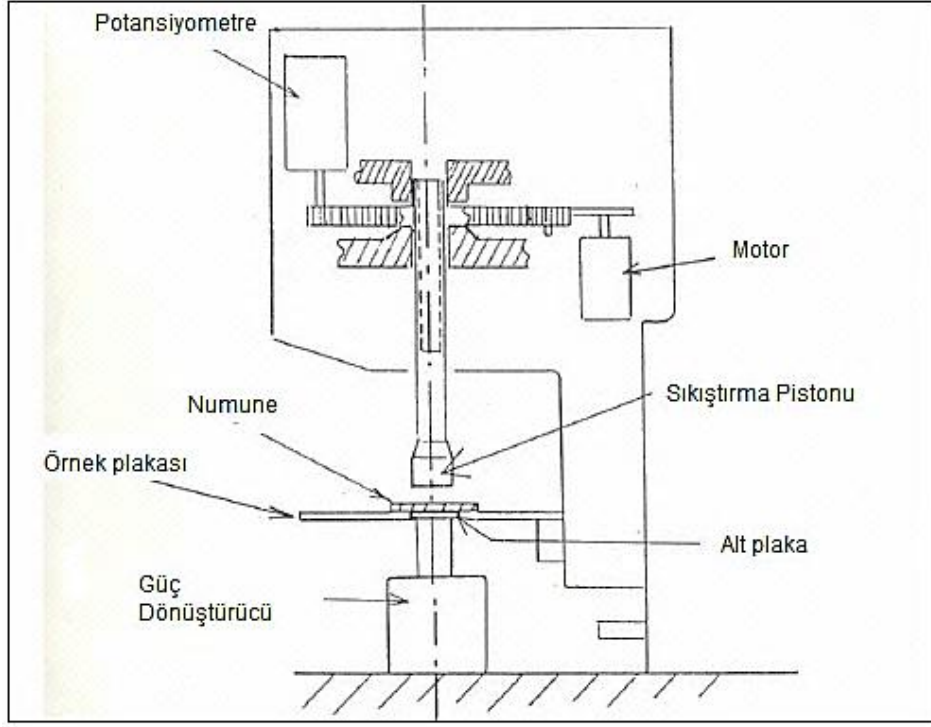 Potansiyometre
Motor
Sıkıştırma Pistonu
Numune
Örnek plakası
Alt plaka
Güç
Dönüştürücü